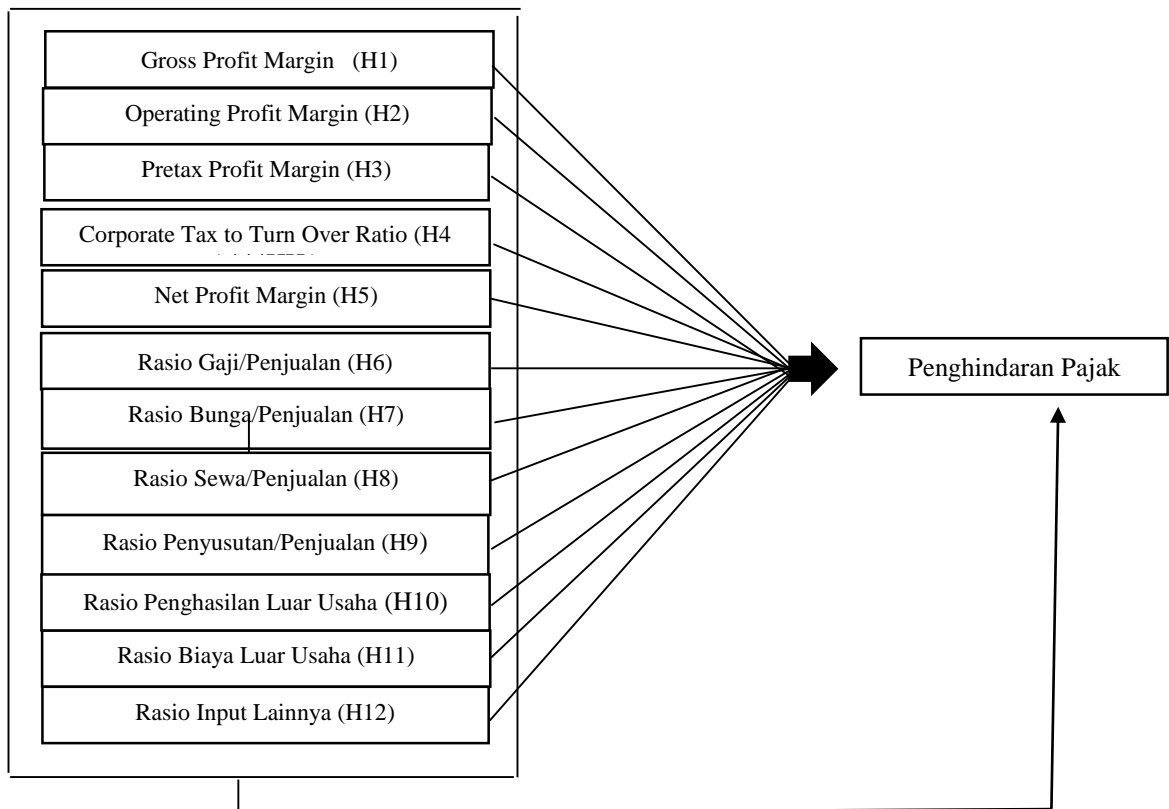 Gross Profit Margin (H1)
Operating Profit Margin (H2)
Pretax Profit Margin (H3)
Corporate Tax to Turn Over Ratio (H4
Net Profit Margin (H5)
Rasio Gaji/Penjualan (H6)
Rasio Bunga/Penjualan (H7)
Rasio Sewa/Penjualan (H8)
Rasio Penyusutan/Penjualan (H9)
Rasio Penghasilan Luar Usaha (H10)
Rasio Biaya Luar Usaha (H11)
Rasio Input Lainnya (H12)
Penghindaran Pajak